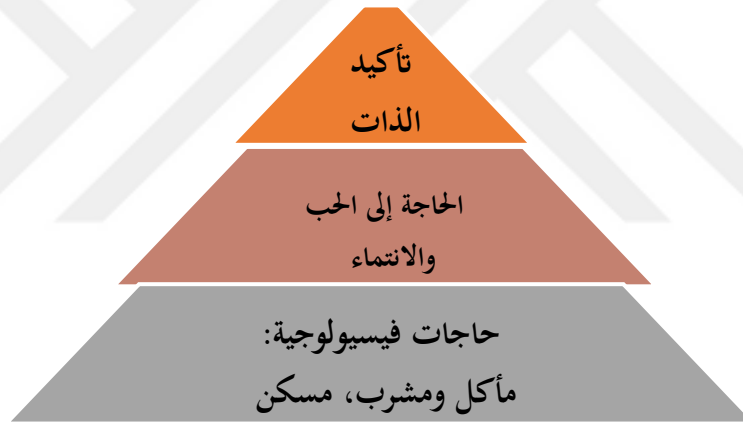 تأكيد
الذات
الحاجة إلى الحب
والانتماء
حاجات فيسيولوجية:
مأكل ومشرب، مسكن